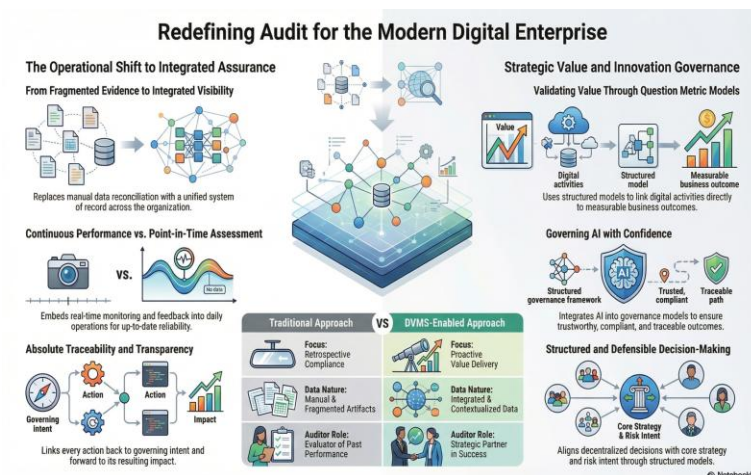 Redefining Audit for the Modern Digital Enterprise
The Operational Shift to Integrated Assurance
From Fragmented Evidence to Integrated Visibility
Replaces manual data reconciliation with a unified system
of record across the organization.
Continuous Performance vs. Point-in-Time Assessment
VS.
No data
Embeds real-time monitoring and feedback into daily
operations for up-to-date reliability.
Absolute Traceability and Transparency
Governing
intent
Action
Action
Impact
Links every action back to governing intent and
forward to its resulting impact.
Traditional Approach
VS
DVMS-Enabled Approach
Focus:
Retrospective
Compliance
Focus:
Proactive
Value Delivery
Data Nature:
Manual &
Fragmented Artifacts
Data Nature:
Integrated &
Contextualized Data
Auditor Role:
Evaluator of Past
Performance
Auditor Role:
Strategic Partner
in Success
Strategic Value and Innovation Governance
Validating Value Through Question Metric Models
Value
Digital
activities
Structured
model
Measurable
business outcome
Uses structured models to link digital activities directly
to measurable business outcomes.
Governing AI with Confidence
AI
Structured
governance framework
Trusted,
compliant
Traceable
path
Integrates AI into governance models to ensure
trustworthy, compliant, and traceable outcomes.
Structured and Defensible Decision-Making
Core Strategy
& Risk Intent
Aligns decentralized decisions with core strategy
and risk intent through structured models.